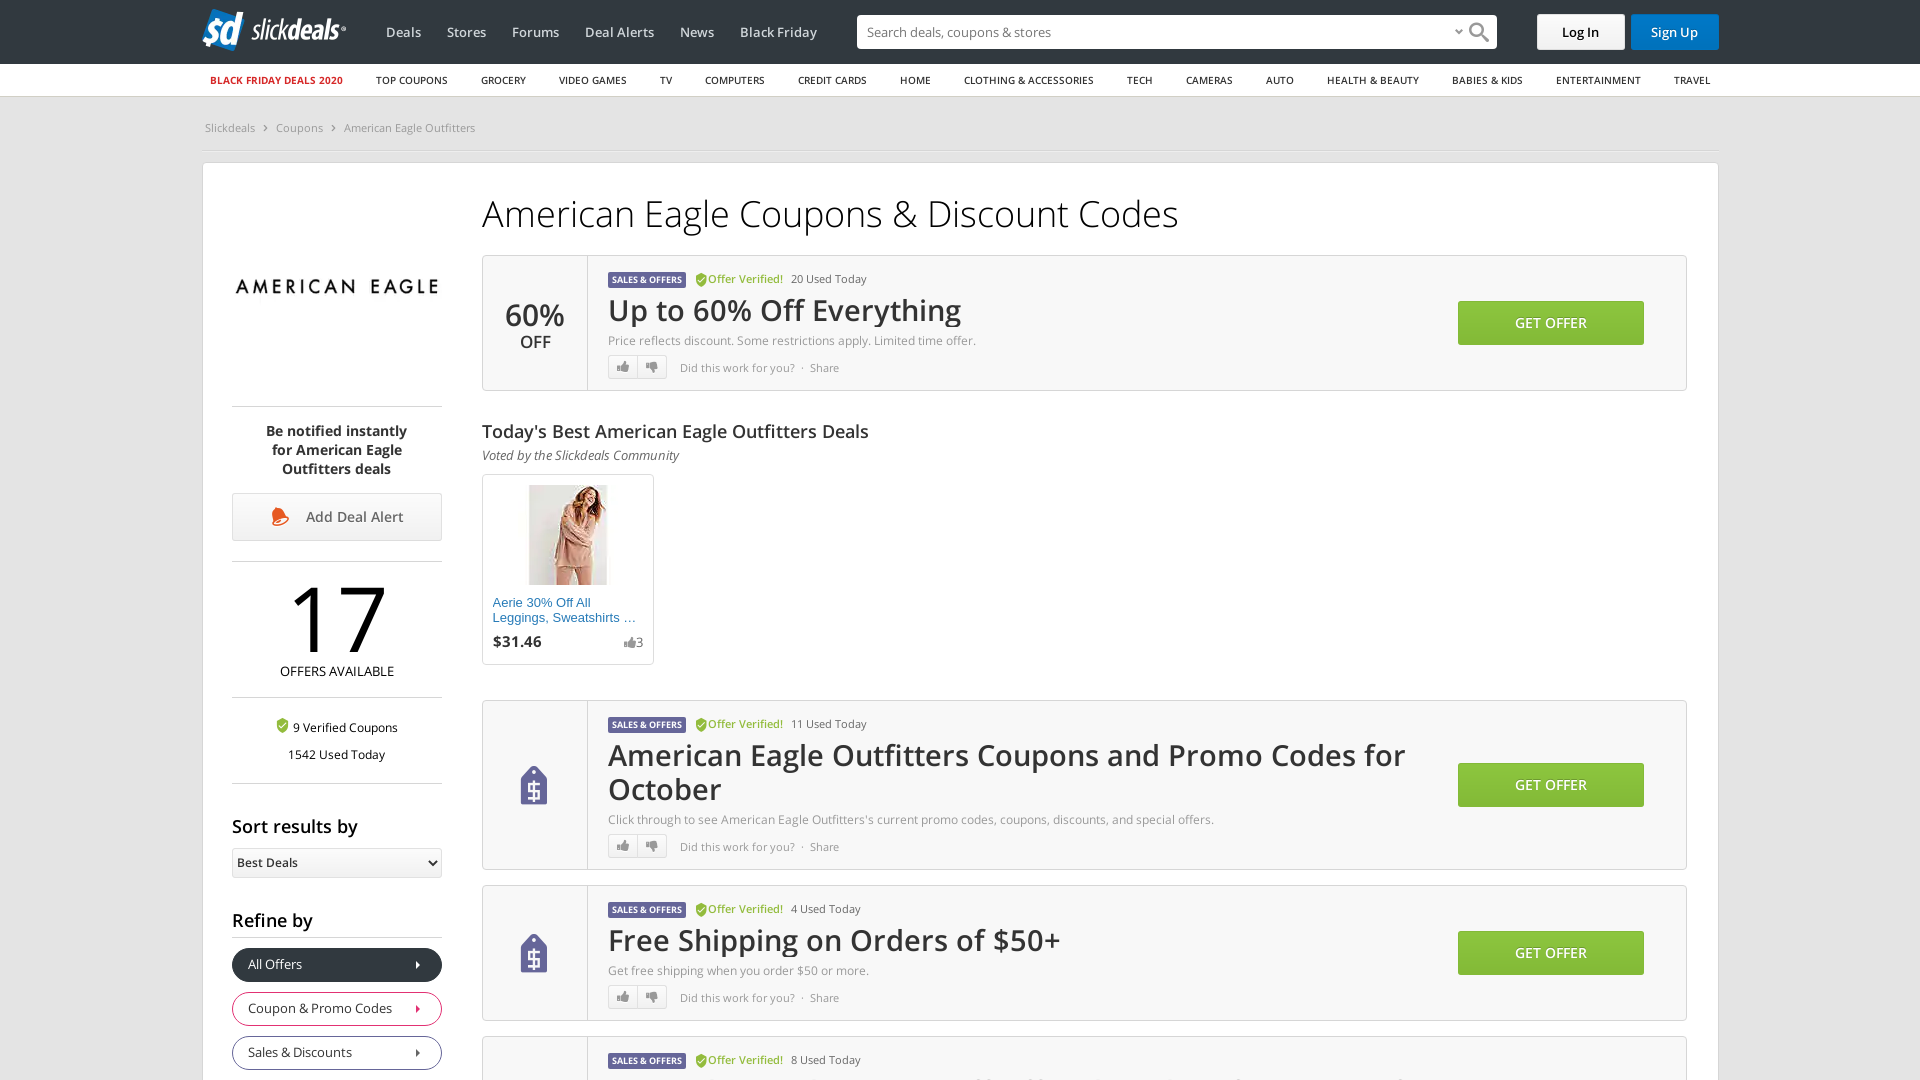 slickdeals
Deals
Stores
Forums
Deal Alerts
News
Black Friday
Search deals, coupons & stores
Log In
Sign Up
BLACK FRIDAY DEALS 2020
TOP COUPONS
GROCERY
VIDEO GAMES
TV
COMPUTERS
CREDIT CARDS
HOME
CLOTHING & ACCESSORIES
TECH
CAMERAS
AUTO
HEALTH & BEAUTY
BABIES & KIDS
ENTERTAINMENT
TRAVEL
Slickdeals > Coupons > American Eagle Outfitters
AMERICAN EAGLE
Be notified instantly
for American Eagle
Outfitters deals
Add Deal Alert
17
OFFERS AVAILABLE
9 Verified Coupons
1542 Used Today
Sort results by
Best Deals
Refine by
All Offers
Coupon & Promo Codes
Sales & Discounts
American Eagle Coupons & Discount Codes
60%
OFF
SALES & OFFERS Offer Verified! 20 Used Today
Up to 60% Off Everything
Price reflects discount. Some restrictions apply. Limited time offer.
Did this work for you? · Share
GET OFFER
Today's Best American Eagle Outfitters Deals
Voted by the Slickdeals Community
Aerie 30% Off All
Leggings, Sweatshirts …
$31.46
3
SALES & OFFERS Offer Verified! 11 Used Today
American Eagle Outfitters Coupons and Promo Codes for
October
Click through to see American Eagle Outfitters's current promo codes, coupons, discounts, and special offers.
Did this work for you? · Share
GET OFFER
SALES & OFFERS Offer Verified! 4 Used Today
Free Shipping on Orders of $50+
Get free shipping when you order $50 or more.
Did this work for you? · Share
GET OFFER
SALES & OFFERS Offer Verified! 8 Used Today